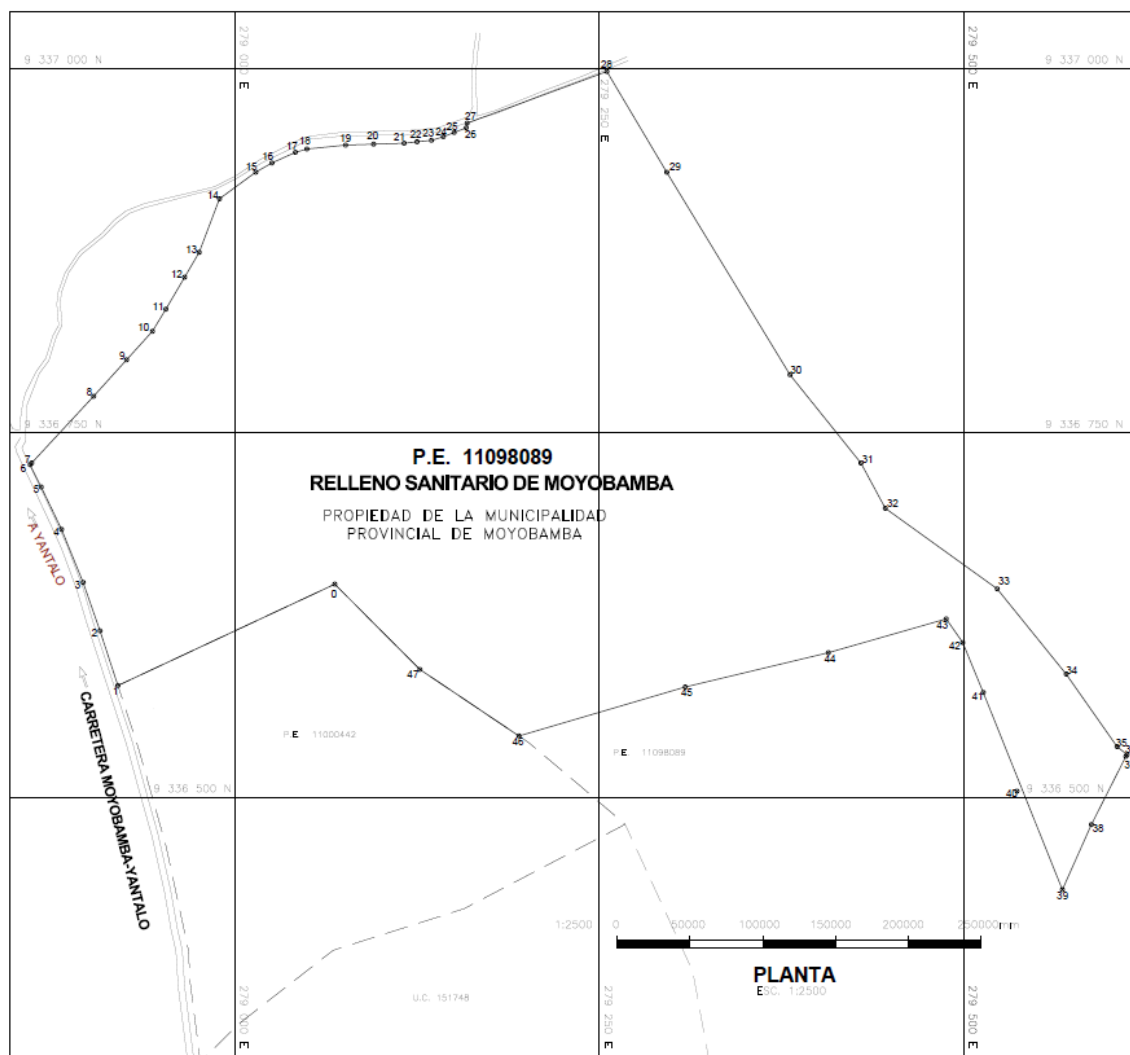 279 000 E
279 500 E
9 337 000 N
28
9 337 000 N
279 250 E
27
26
25
24
23
22
21
20
19
18
17
16
15
14
29
13
12
11
10
9
8
30
9 336 750 N
9 336 750 N
7
6
5
P.E. 11098089
RELLENO SANITARIO DE MOYOBAMBA
PROPIEDAD DE LA MUNICIPALIDAD
PROVINCIAL DE MOYOBAMBA
31
32
4
A YANTALO
3
0
33
2
43
42
44
47
34
1
45
41
CARRETERA MOYOBAMBA-YANTALO
P.E 11000442
46
P.E 11098089
35
9 336 500 N
40
9 336 500 N
38
39
1:2500
0 50000 100000 150000 200000 250000mm
PLANTA
ESC. 1:2500
U.C. 151748
279 000 E
279 250 E
279 500 E